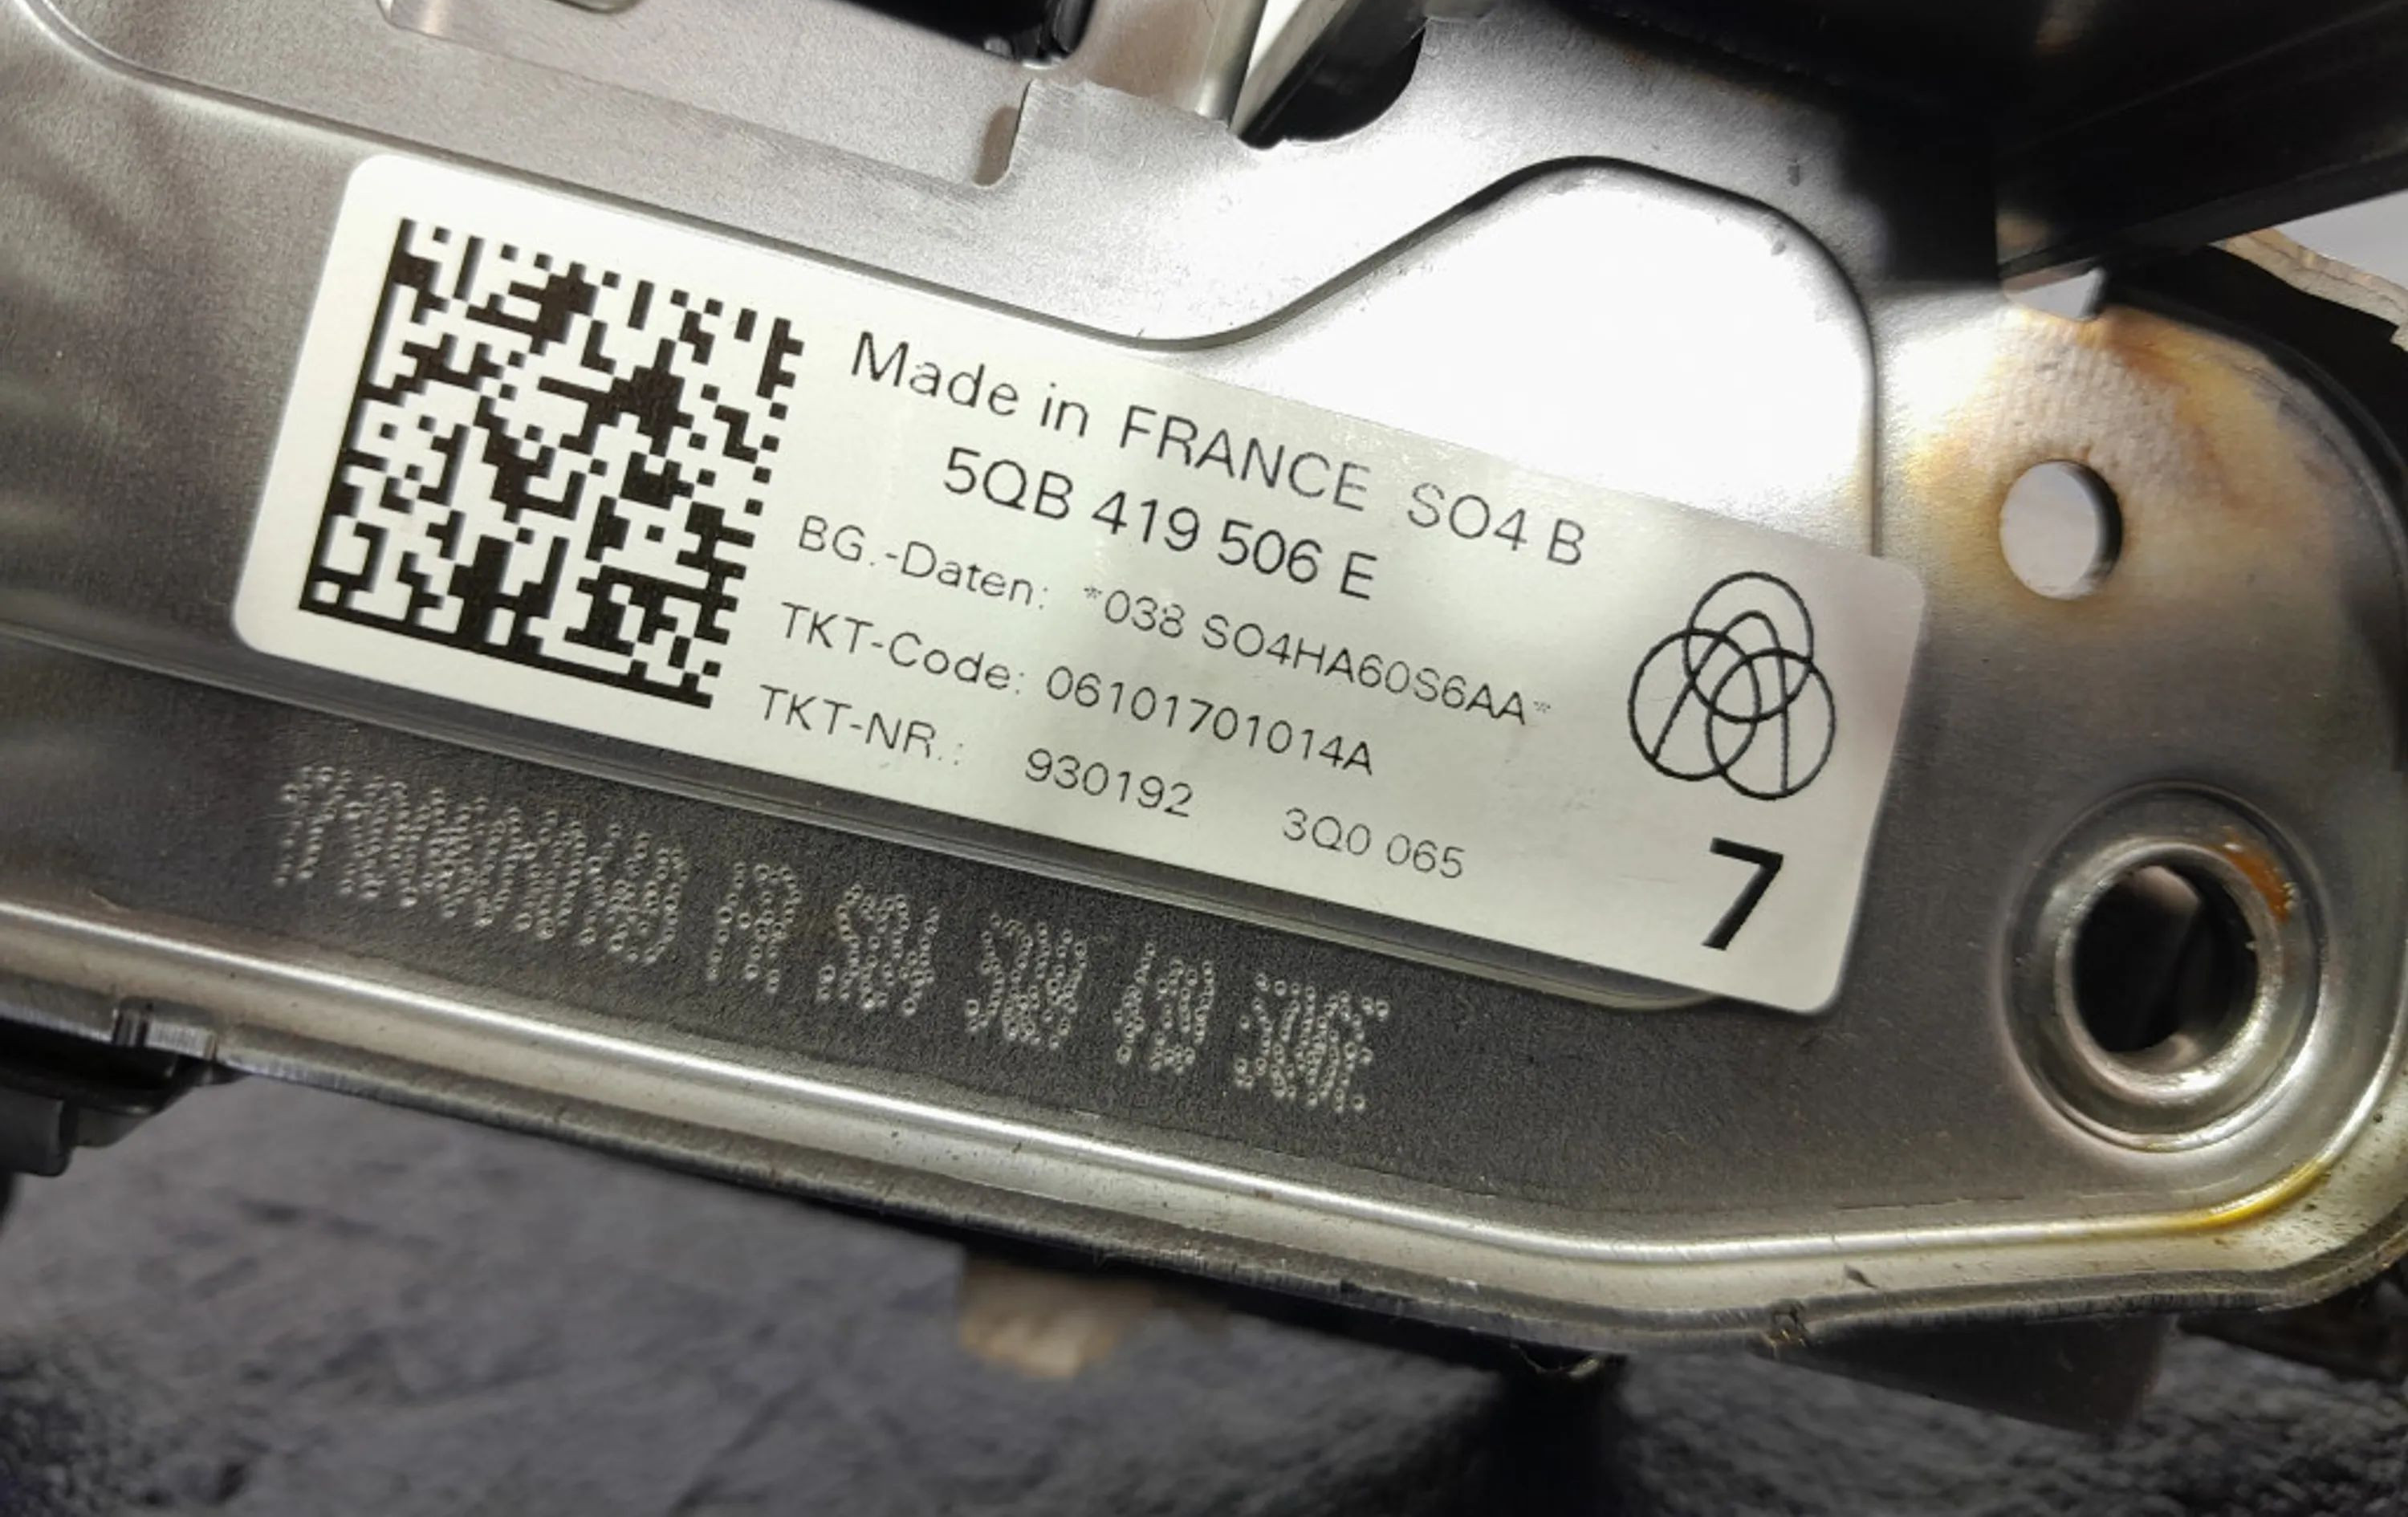 Made in FRANCE SO4 B
5QB 419 506 E
BG.-Daten: *038 SO4HA60S6AA*
TKT-Code: 06101701014A
TKT-NR.: 930192 3Q0 065
7